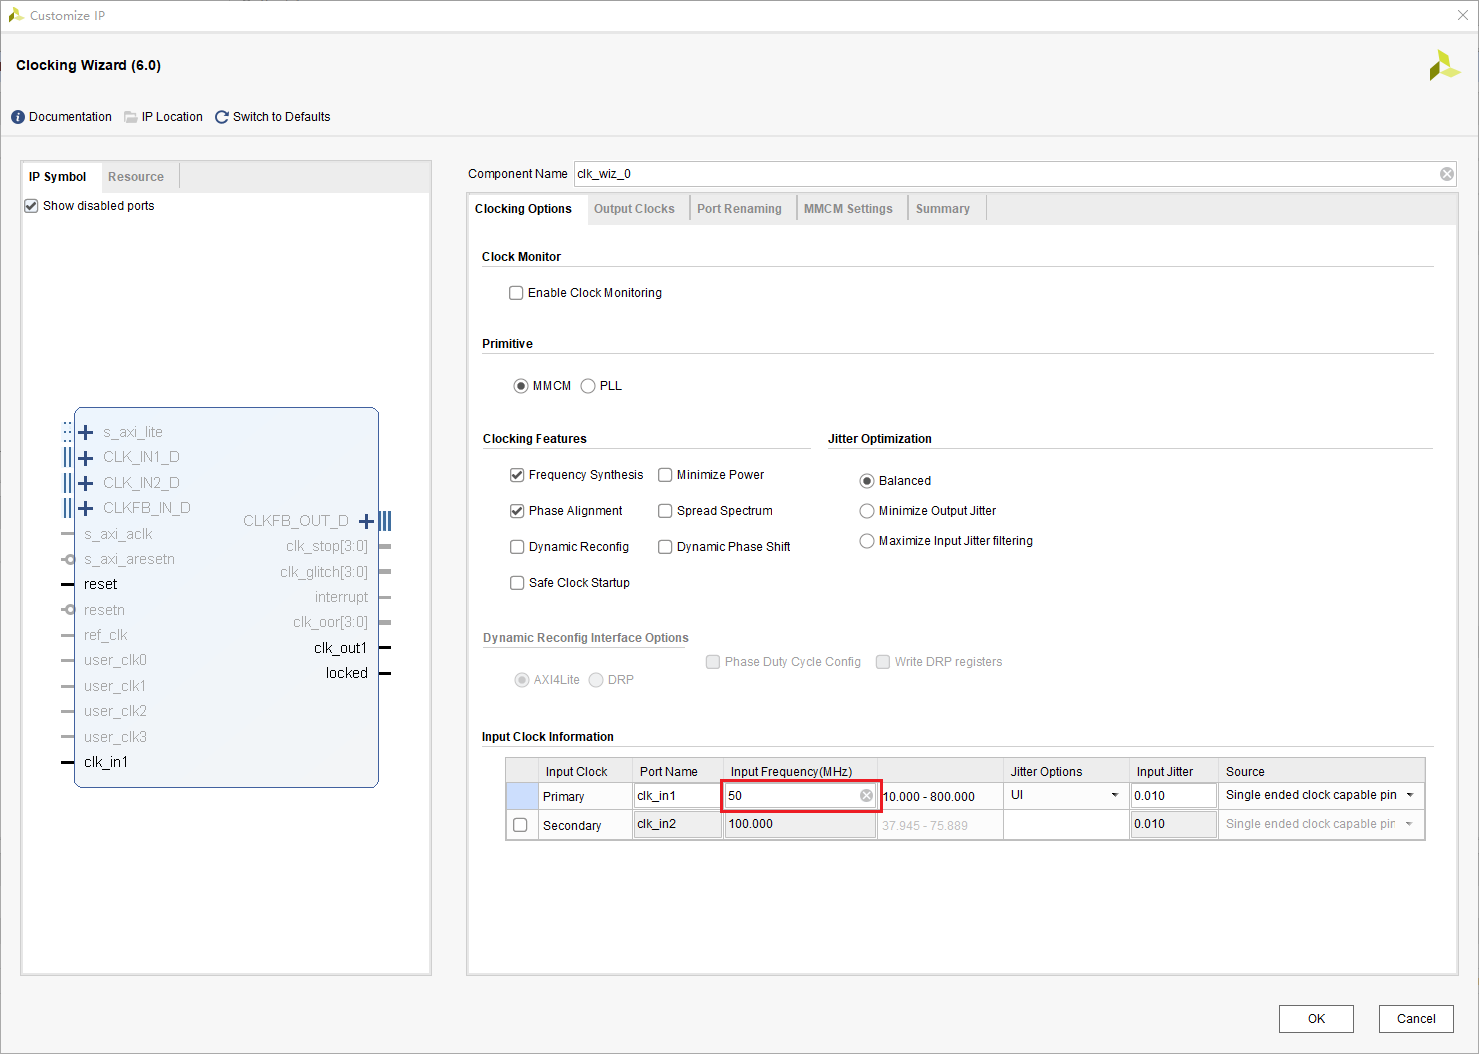 Customize IP
Clocking Wizard (6.0)
Documentation IP Location Switch to Defaults
IP Symbol Resource
Show disabled ports
s_axi_lite
CLK_IN1_D
CLK_IN2_D
CLKFB_IN_D
s_axi_aclk
s_axi_aresetn
reset
resetn
ref_clk
user_clk0
user_clk1
user_clk2
user_clk3
clk_in1
CLKFB_OUT_D
clk_stop[3:0]
clk_glitch[3:0]
interrupt
clk_oor[3:0]
clk_out1
locked
Component Name clk_wiz_0
Clocking Options Output Clocks Port Renaming MMCM Settings Summary
Clock Monitor
Enable Clock Monitoring
Primitive
MMCM PLL
Clocking Features
Frequency Synthesis Minimize Power
Phase Alignment Spread Spectrum
Dynamic Reconfig Dynamic Phase Shift
Safe Clock Startup
Jitter Optimization
Balanced
Minimize Output Jitter
Maximize Input Jitter filtering
Dynamic Reconfig Interface Options
Phase Duty Cycle Config Write DRP registers
AXI4Lite DRP
Input Clock Information
Input Clock Port Name Input Frequency(MHz) Jitter Options Input Jitter Source
Primary clk_in1 50 10.000 - 800.000 UI 0.010 Single ended clock capable pin
Secondary clk_in2 100.000 37.945 - 75.889 0.010 Single ended clock capable pin
OK Cancel